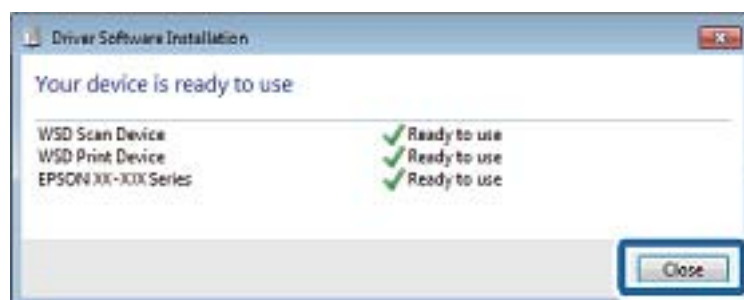 Driver Software Installation
Your device is ready to use
WSD Scan Device Ready to use
WSD Print Device Ready to use
EPSON XX-XXX Series Ready to use
Close